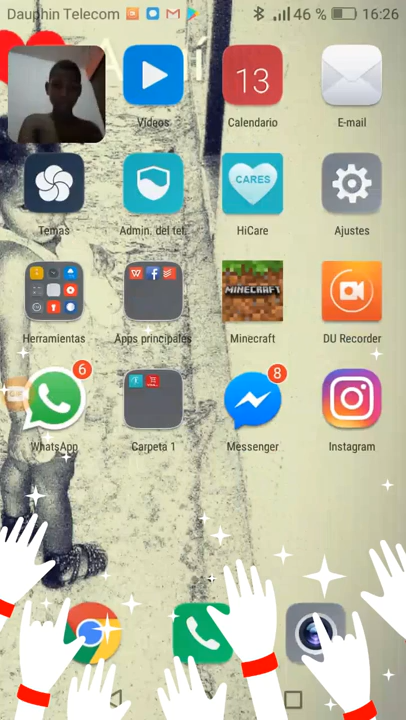 Dauphin Telecom 46 % 16:26
13
Vídeos Calendario E-mail
CARES
Temas Admin. del tel. HiCare Ajustes
MINECRAFT
Herramientas Apps principales Minecraft DU Recorder
6 8
WhatsApp Carpeta 1 Messenger Instagram